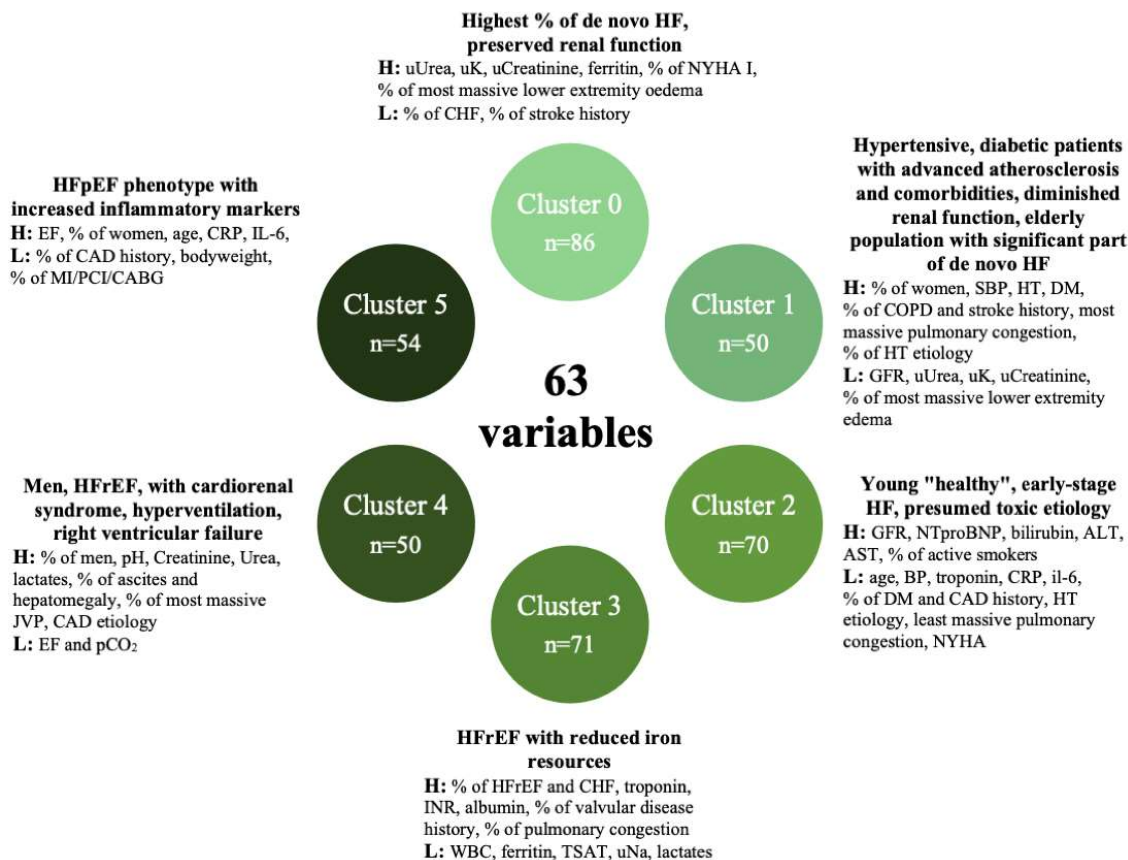 Highest % of de novo HF,
preserved renal function
H: uUrea, uK, uCreatinine, ferritin, % of NYHA I,
% of most massive lower extremity oedema
L: % of CHF, % of stroke history
Cluster 0
n=86
Hypertensive, diabetic patients
with advanced atherosclerosis
and comorbidities, diminished
renal function, elderly
population with significant part
of de novo HF
H: % of women, SBP, HT, DM,
% of COPD and stroke history, most
massive pulmonary congestion,
% of HT etiology
L: GFR, uUrea, uK, uCreatinine,
% of most massive lower extremity
edema
Cluster 1
n=50
Young "healthy", early-stage
HF, presumed toxic etiology
H: GFR, NTproBNP, bilirubin, ALT,
AST, % of active smokers
L: age, BP, troponin, CRP, il-6,
% of DM and CAD history, HT
etiology, least massive pulmonary
congestion, NYHA
Cluster 2
n=70
Cluster 3
n=71
HFrEF with reduced iron
resources
H: % of HFrEF and CHF, troponin,
INR, albumin, % of valvular disease
history, % of pulmonary congestion
L: WBC, ferritin, TSAT, uNa, lactates
Men, HFrEF, with cardiorenal
syndrome, hyperventilation,
right ventricular failure
H: % of men, pH, Creatinine, Urea,
lactates, % of ascites and
hepatomegaly, % of most massive
JVP, CAD etiology
L: EF and pCO₂
Cluster 4
n=50
HFpEF phenotype with
increased inflammatory markers
H: EF, % of women, age, CRP, IL-6,
L: % of CAD history, bodyweight,
% of MI/PCI/CABG
Cluster 5
n=54
63
variables